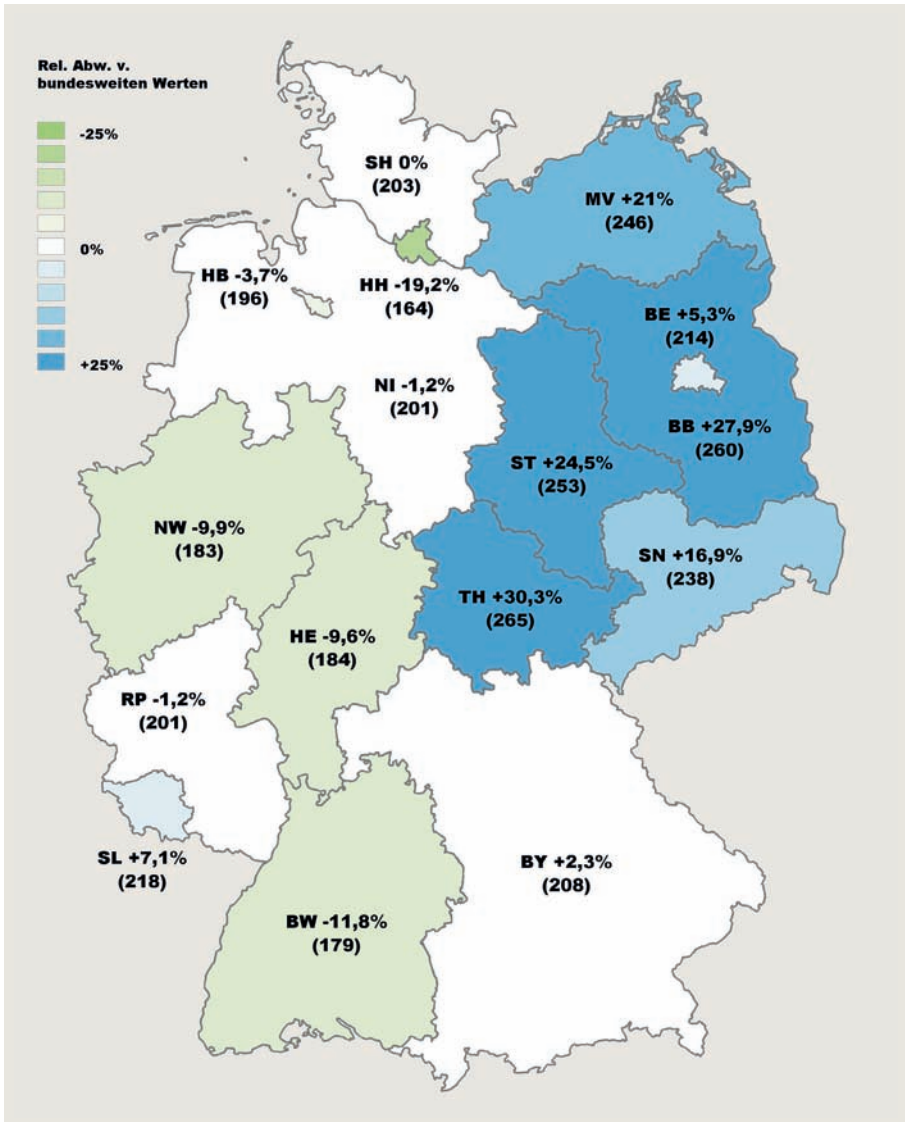 Rel. Abw. v.
bundesweiten Werten
-25%
0%
+25%
SH 0%
(203)
MV +21%
(246)
HB -3,7%
(196)
HH -19,2%
(164)
BE +5,3%
(214)
NI -1,2%
(201)
BB +27,9%
(260)
ST +24,5%
(253)
NW -9,9%
(183)
SN +16,9%
(238)
TH +30,3%
(265)
HE -9,6%
(184)
RP -1,2%
(201)
SL +7,1%
(218)
BY +2,3%
(208)
BW -11,8%
(179)